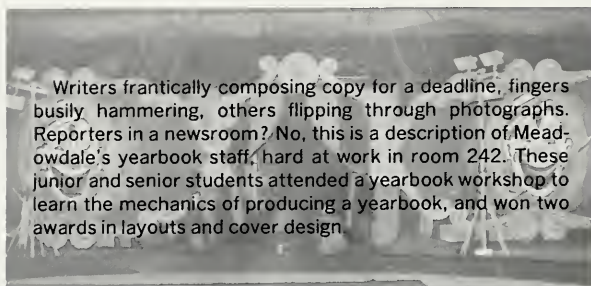 Writers frantically composing copy for a deadline, fingers
busily hammering, others flipping through photographs.
Reporters in a newsroom? No, this is a description of Mead-
owdale's yearbook staff, hard at work in room 242. These
junior and senior students attended a yearbook workshop to
learn the mechanics of producing a yearbook, and won two
awards in layouts and cover design.